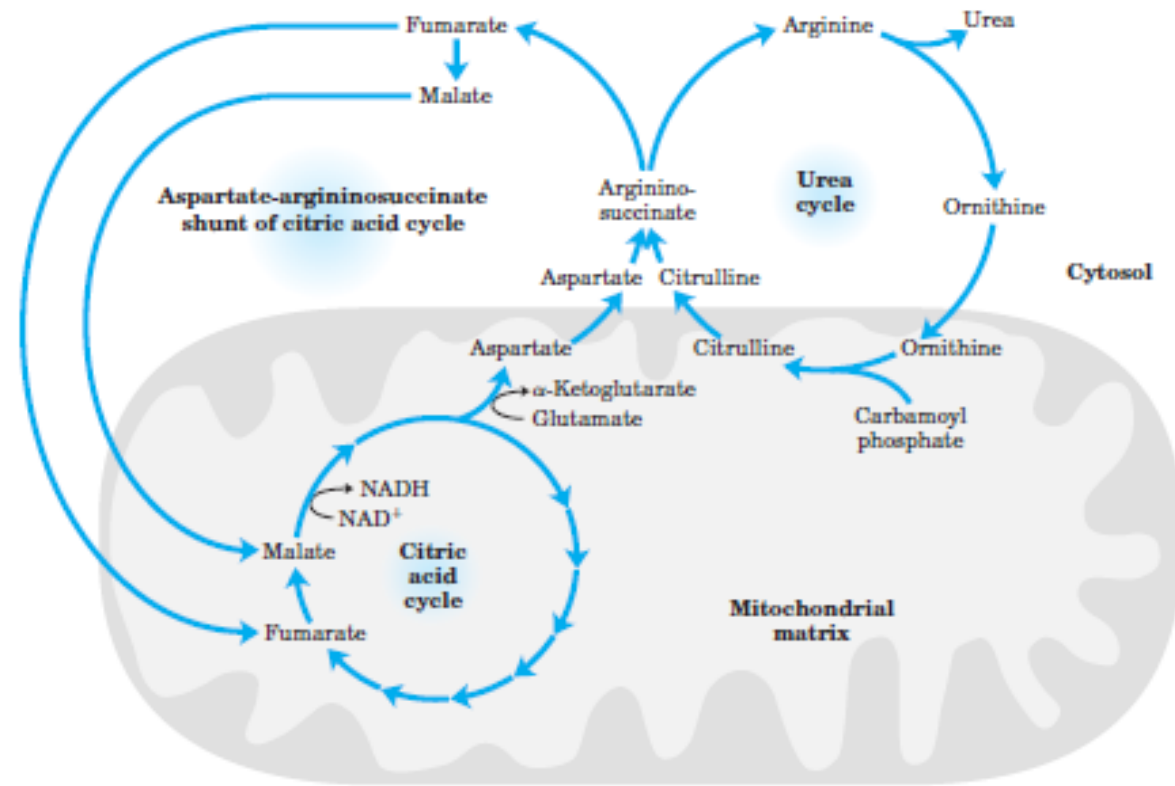 Fumarate
Arginine
Urea
Malate
Aspartate-argininosuccinate
shunt of citric acid cycle
Arginino-
succinate
Urea
cycle
Ornithine
Cytosol
Aspartate
Citrulline
Aspartate
Citrulline
Ornithine
α-Ketoglutarate
Glutamate
Carbamoyl
phosphate
NADH
NAD⁺
Malate
Citric
acid
cycle
Fumarate
Mitochondrial
matrix